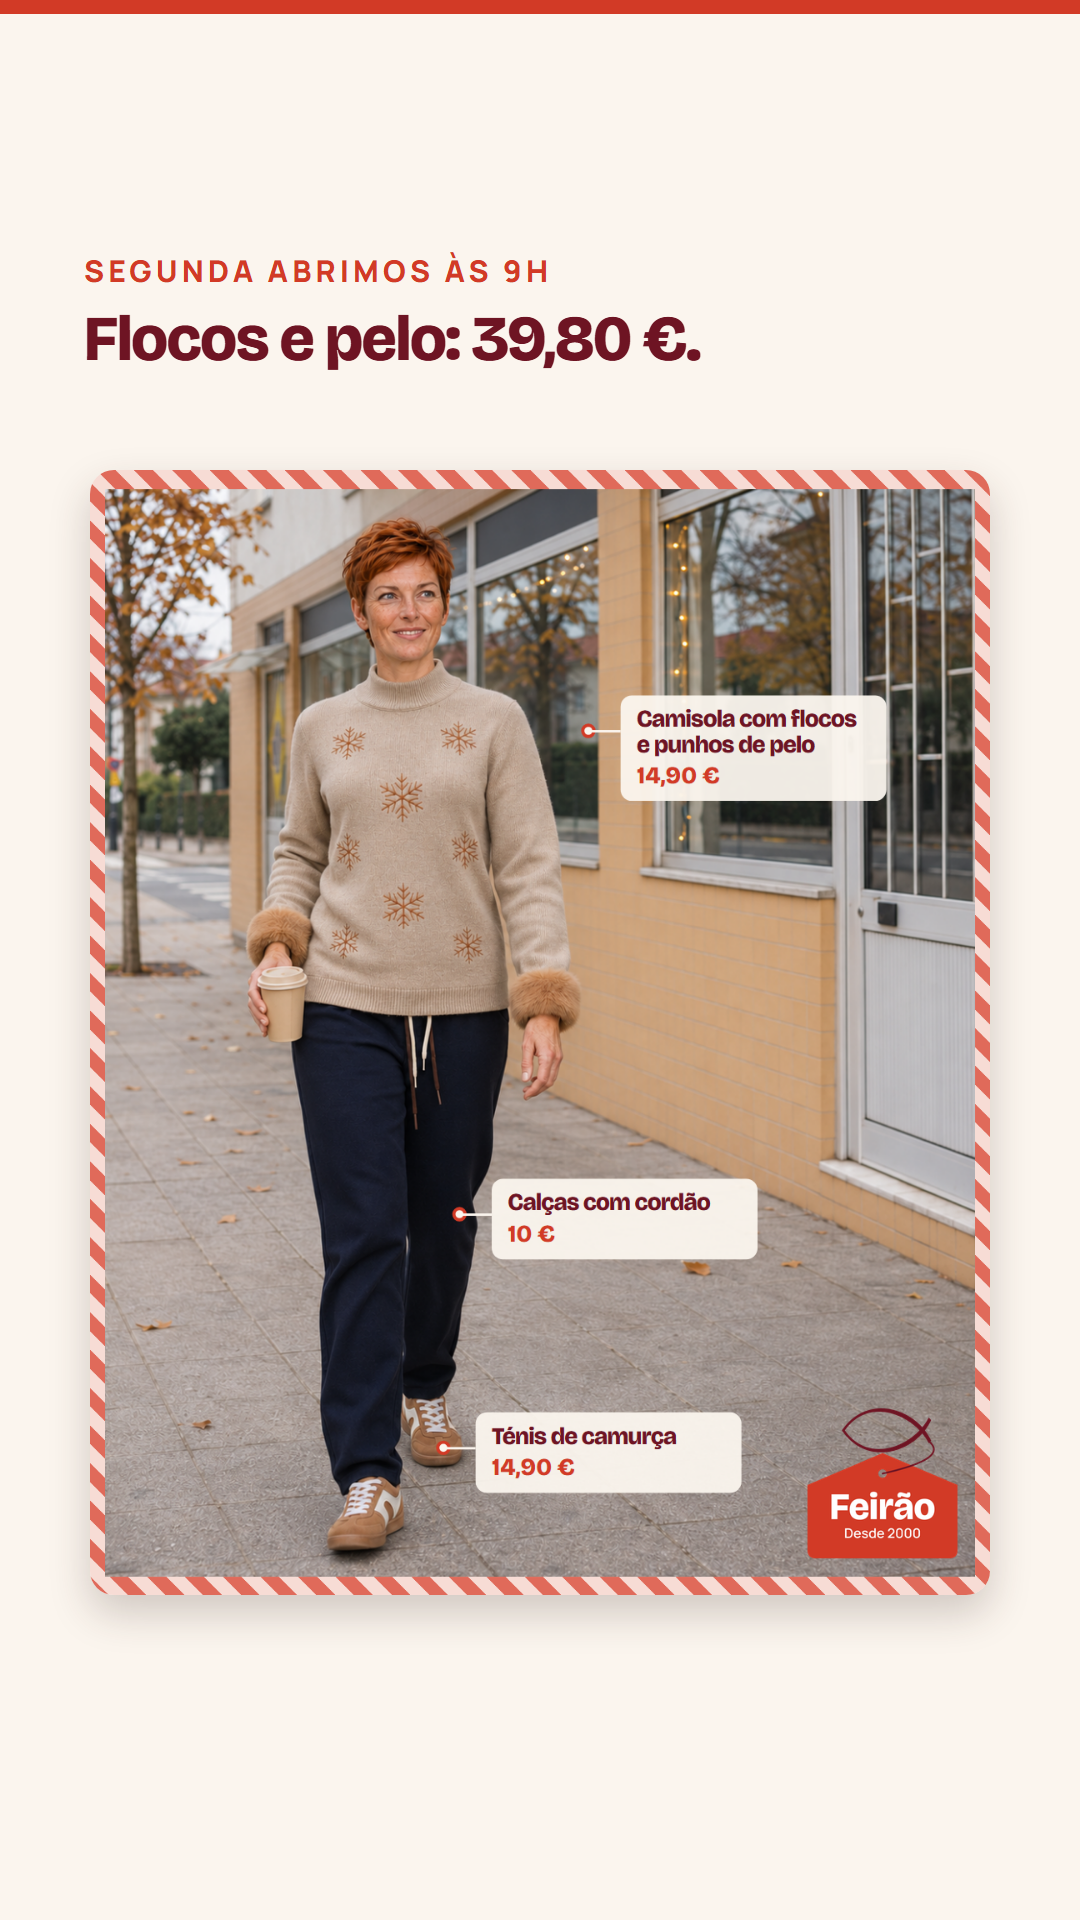 SEGUNDA ABRIMOS ÀS 9H
Flocos e pelo: 39,80 €.
Camisola com flocos
e punhos de pelo
14,90 €
Calças com cordão
10 €
Ténis de camurça
14,90 €
Feirão
Desde 2000